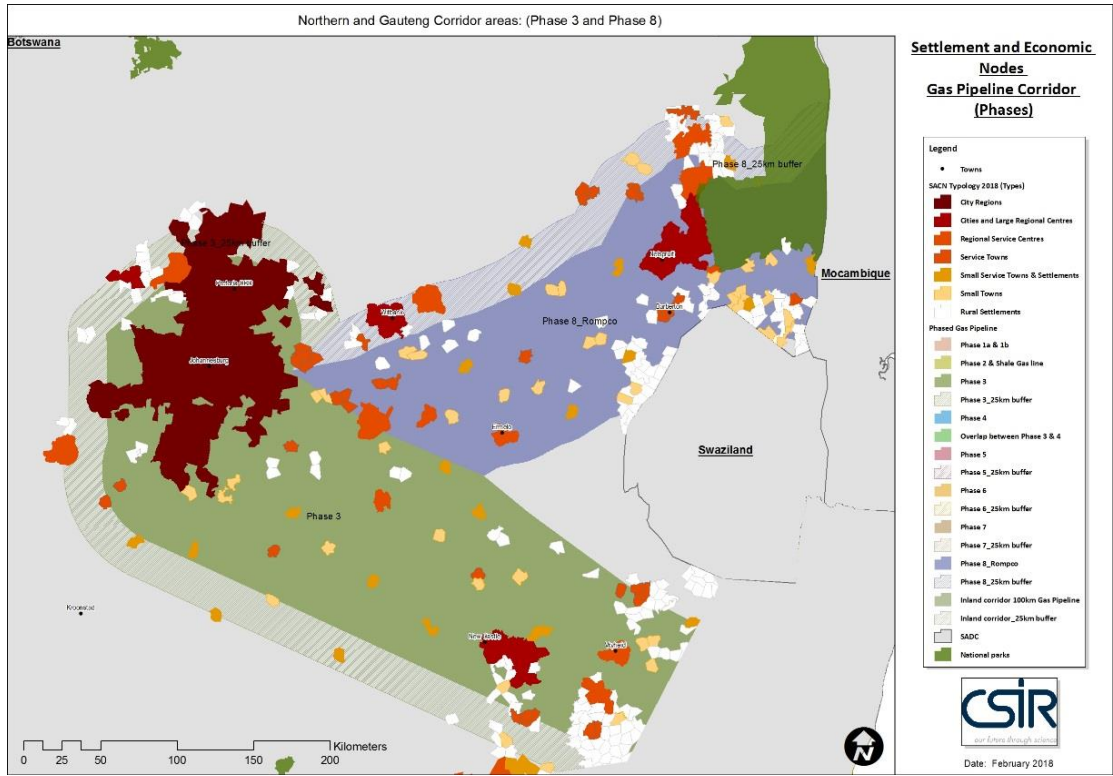 Northern and Gauteng Corridor areas: (Phase 3 and Phase 8)
Botswana
Phase 8_25km buffer
25km buffer
Mocambique
Phase 8_Rompco
Johannesburg
Ermelo
Swaziland
Phase 3
Kroonstad
Vryheid
0 25 50 100 150 200
Kilometers
N
Settlement and Economic
Nodes
Gas Pipeline Corridor
(Phases)
Legend
Towns
SACN Typology 2018 (Types)
City Regions
Cities and Large Regional Centres
Regional Service Centres
Service Towns
Small Service Towns & Settlements
Small Towns
Rural Settlements
Phased Gas Pipeline
Phase 1a & 1b
Phase 2 & Shale Gas line
Phase 3
Phase 3_25km buffer
Phase 4
Overlap between Phase 3 & 4
Phase 5
Phase 5_25km buffer
Phase 6
Phase 6_25km buffer
Phase 7
Phase 7_25km buffer
Phase 8_Rompco
Phase 8_25km buffer
Inland corridor 100km Gas Pipeline
Inland corridor_25km buffer
SADC
National parks
CSIR
our future through science
Date: February 2018